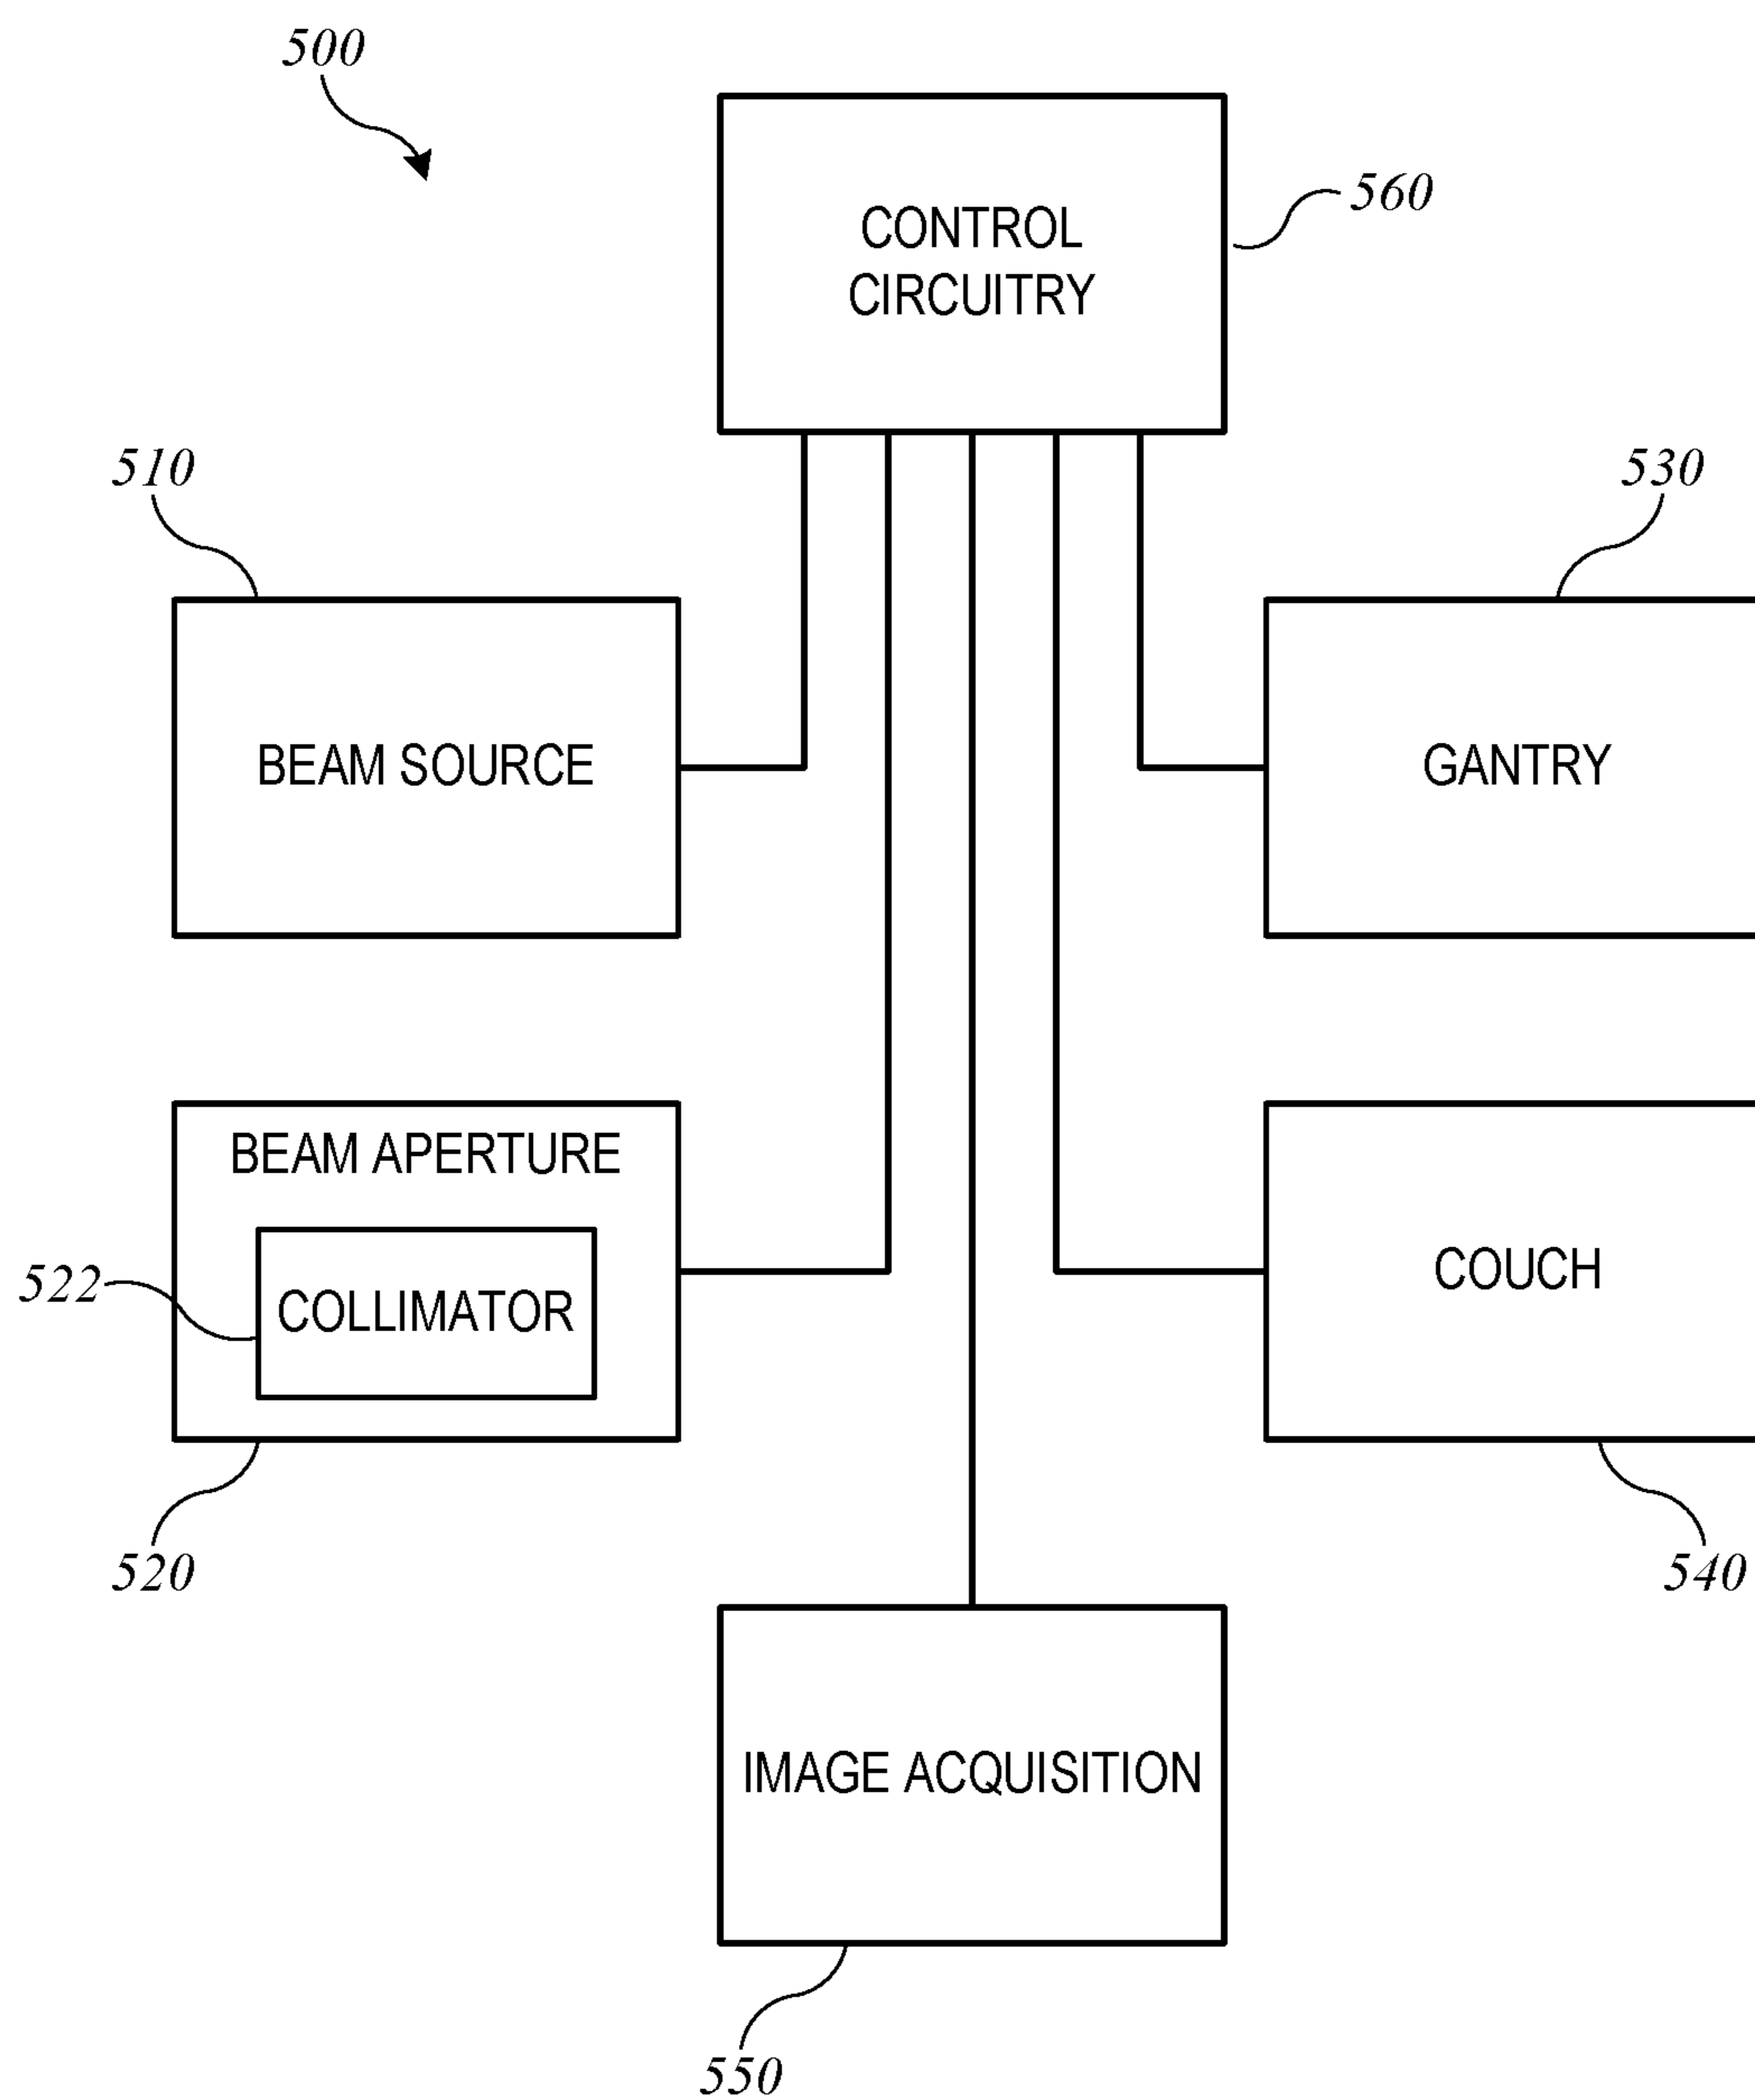 500
CONTROL
CIRCUITRY
560
510
530
BEAM SOURCE
GANTRY
BEAM APERTURE
522
COLLIMATOR
COUCH
520
540
IMAGE ACQUISITION
550